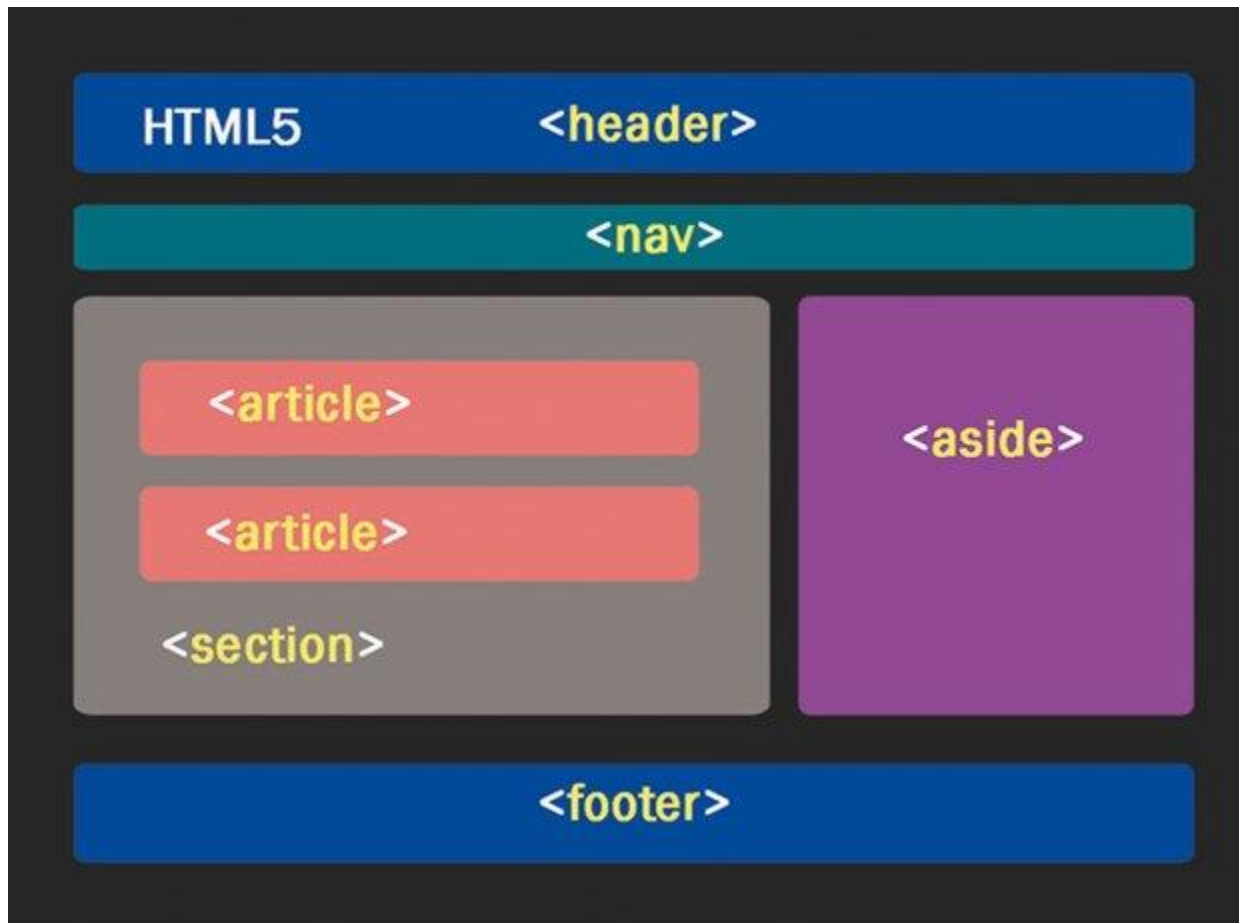 HTML5 <header>
<nav>
<article>
<article>
<section>
<aside>
<footer>